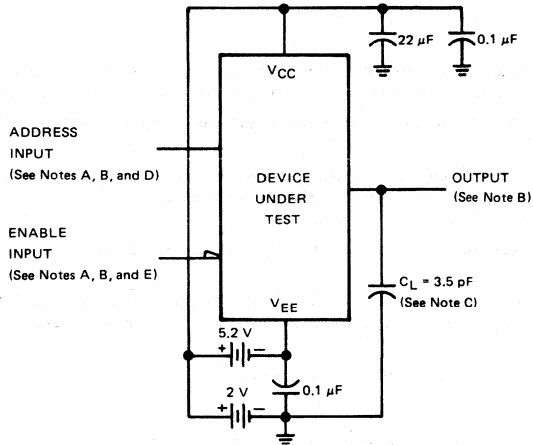 22 µF
0.1 µF
VCC
ADDRESS
INPUT
(See Notes A, B, and D)
DEVICE
UNDER
TEST
OUTPUT
(See Note B)
ENABLE
INPUT
(See Notes A, B, and E)
CL = 3.5 pF
(See Note C)
VEE
5.2 V
+ −
0.1 µF
2 V
+ −